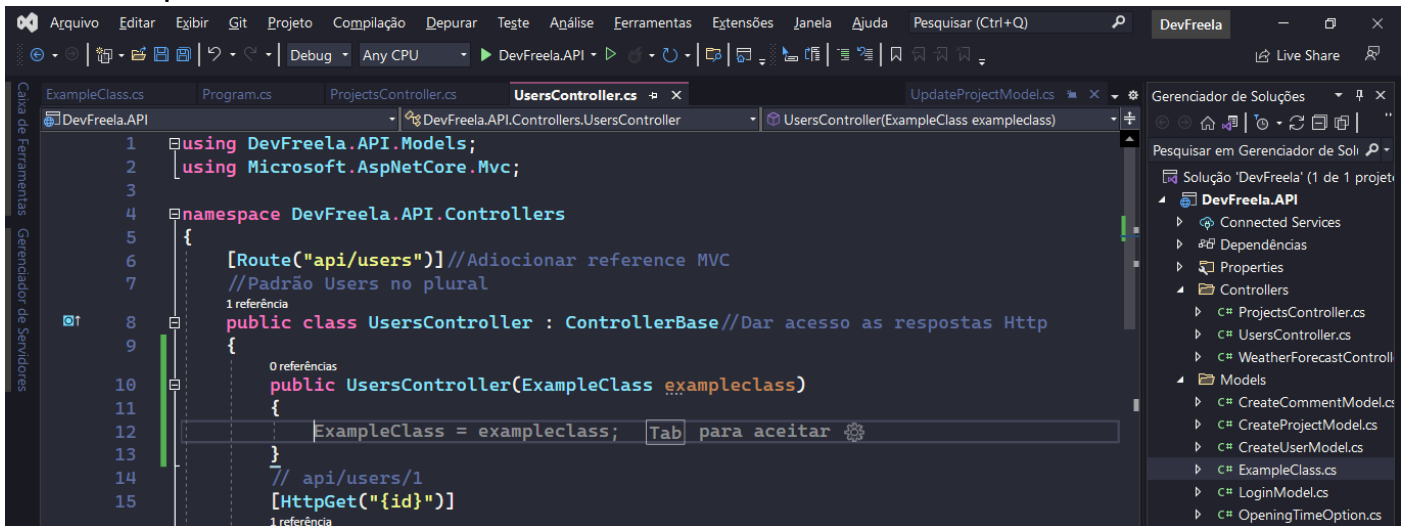 Arquivo Editar Exibir Git Projeto Compilação Depurar Teste Análise Ferramentas Extensões Janela Ajuda Pesquisar (Ctrl+Q) DevFreela
Debug Any CPU DevFreela.API Live Share
ExampleClass.cs Program.cs ProjectsController.cs UsersController.cs UpdateProjectModel.cs
DevFreela.API DevFreela.API.Controllers.UsersController UsersController(ExampleClass exampleclass)
Caixa de Ferramentas
Gerenciador de Servidores
1 using DevFreela.API.Models;
2 using Microsoft.AspNetCore.Mvc;
3
4 namespace DevFreela.API.Controllers
5 {
6 [Route("api/users")]//Adiocionar reference MVC
7 //Padrão Users no plural
1 referência
8 public class UsersController : ControllerBase//Dar acesso as respostas Http
9 {
0 referências
10 public UsersController(ExampleClass exampleclass)
11 {
12 ExampleClass = exampleclass; Tab para aceitar
13 }
14 // api/users/1
15 [HttpGet("{id}")]
1 referência
Gerenciador de Soluções
Pesquisar em Gerenciador de Solu
Solução 'DevFreela' (1 de 1 projeto
DevFreela.API
Connected Services
Dependências
Properties
Controllers
C# ProjectsController.cs
C# UsersController.cs
C# WeatherForecastControll
Models
C# CreateCommentModel.cs
C# CreateProjectModel.cs
C# CreateUserModel.cs
C# ExampleClass.cs
C# LoginModel.cs
C# OpeningTimeOption.cs